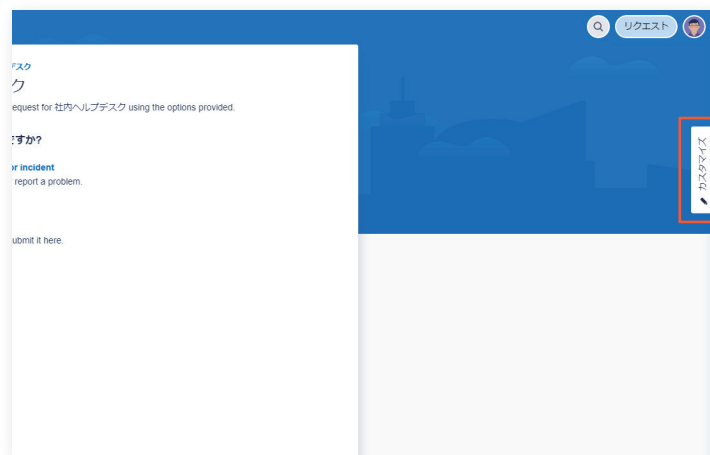 リクエスト
デスク
ク
equest for 社内ヘルプデスク using the options provided.
ですか?
or incident
report a problem.
ubmit it here.
カスタマイズ